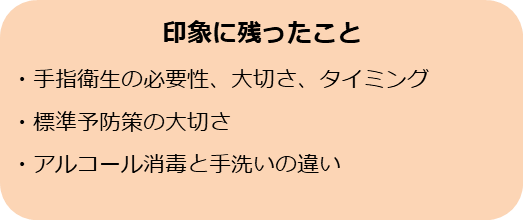 印象に残ったこと
・手指衛生の必要性、大切さ、タイミング
・標準予防策の大切さ
・アルコール消毒と手洗いの違い